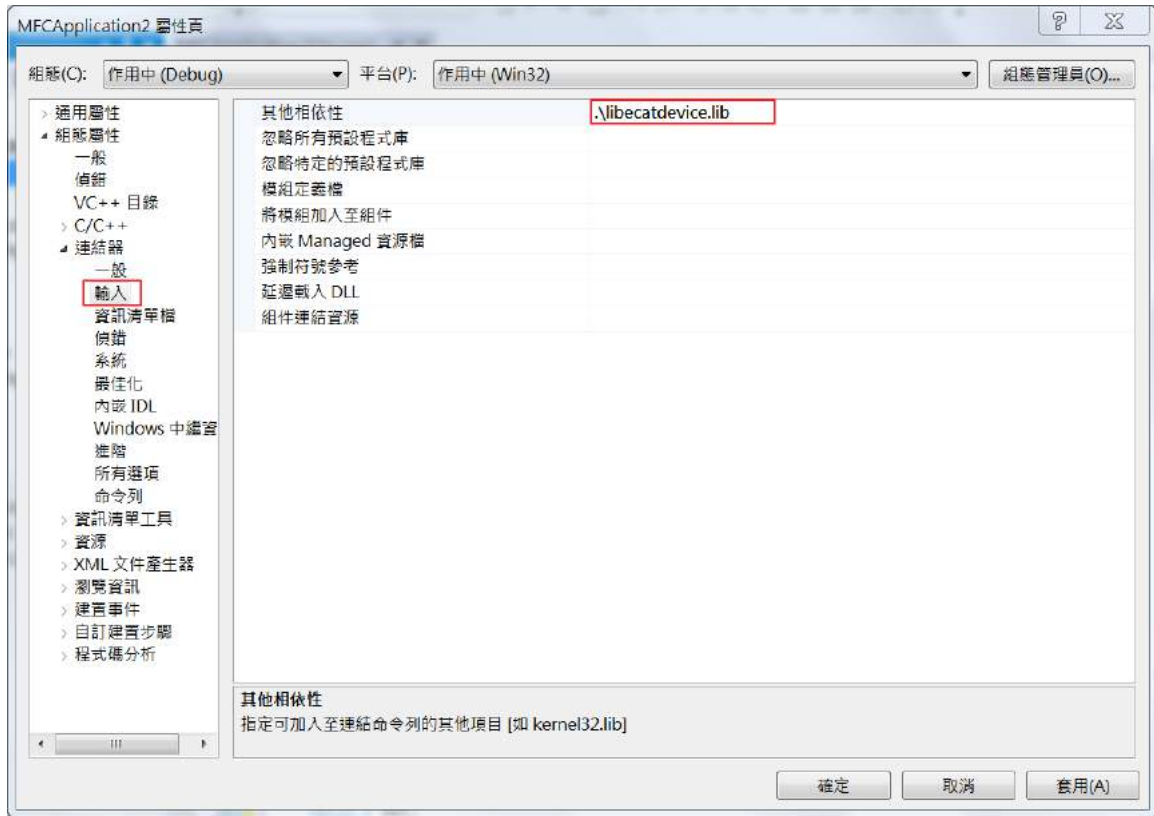 MFCApplication2 屬性頁
組態(C): 作用中 (Debug) 平台(P): 作用中 (Win32) 組態管理員(O)...
通用屬性
組態屬性
一般
偵錯
VC++ 目錄
C/C++
連結器
一般
輸入
資訊清單檔
偵錯
系統
最佳化
內嵌 IDL
Windows 中繼資
進階
所有選項
命令列
資訊清單工具
資源
XML 文件產生器
瀏覽資訊
建置事件
自訂建置步驟
程式碼分析
其他相依性 .\libecatdevice.lib
忽略所有預設程式庫
忽略特定的預設程式庫
模組定義檔
將模組加入至組件
內嵌 Managed 資源檔
強制符號參考
延遲載入 DLL
組件連結資源
其他相依性
指定可加入至連結命令列的其他項目 [如 kernel32.lib]
確定 取消 套用(A)